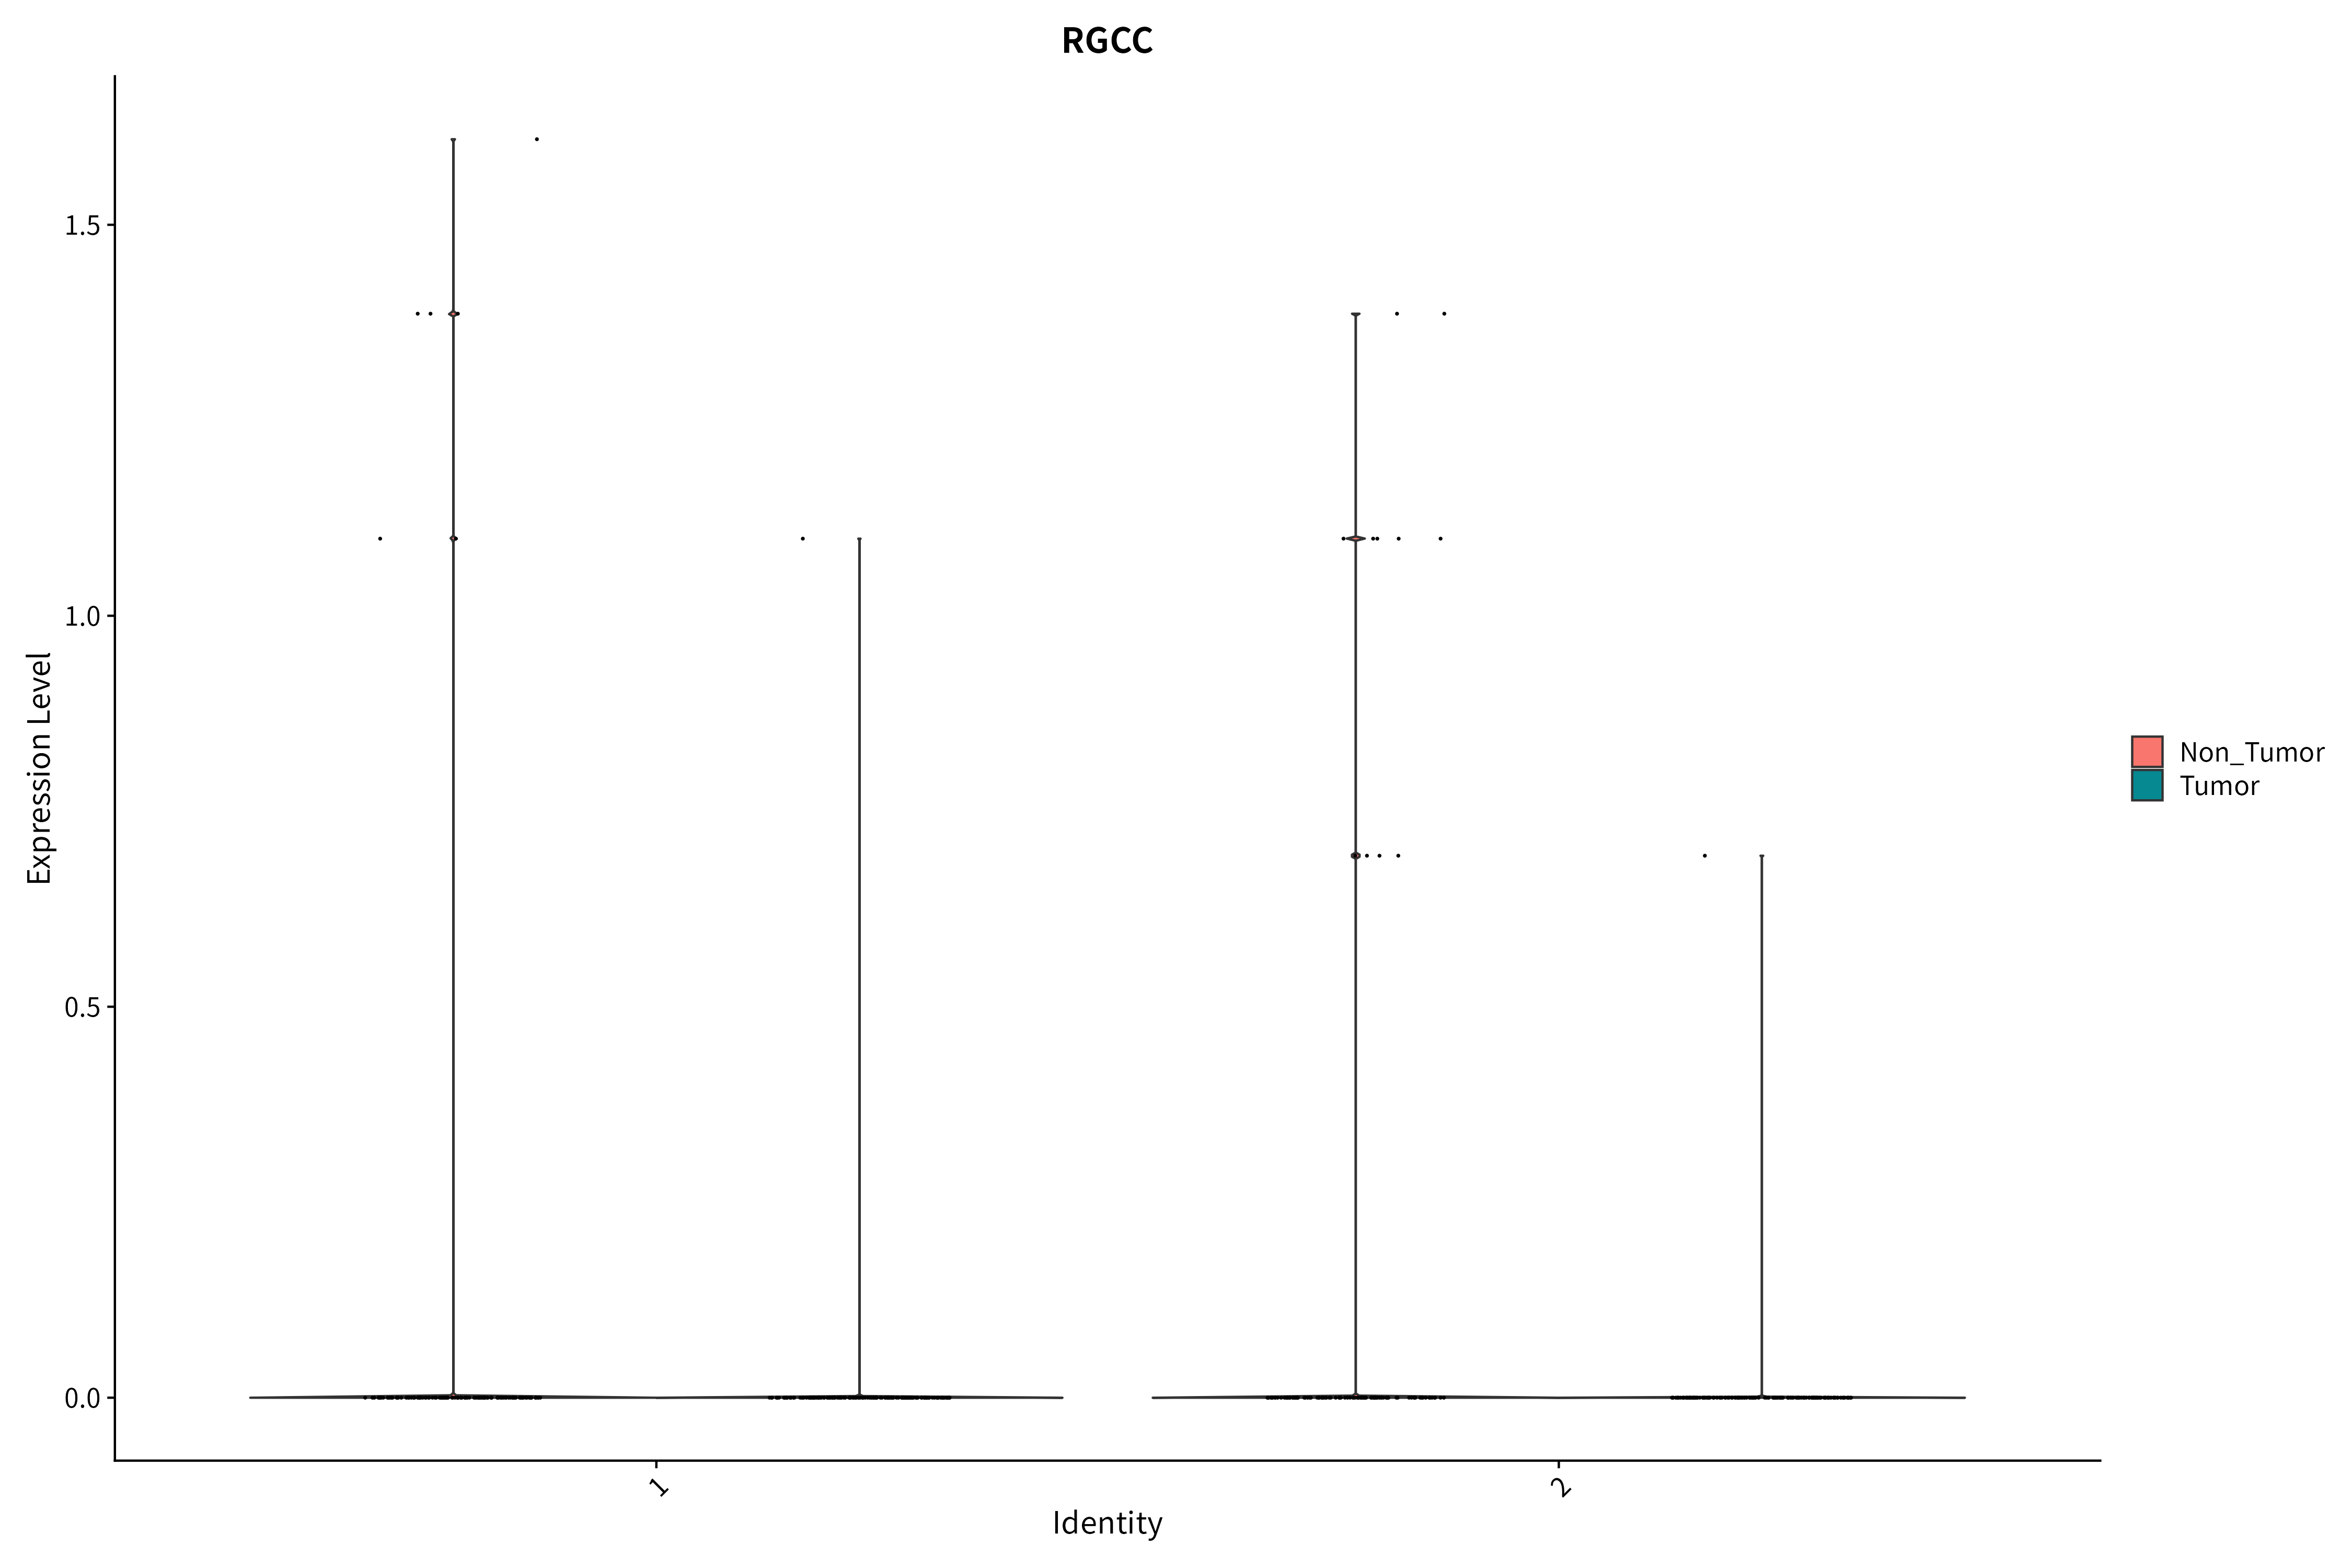 RGCC
Expression Level
1.5
1.0
0.5
0.0
1
2
Identity
Non_Tumor
Tumor